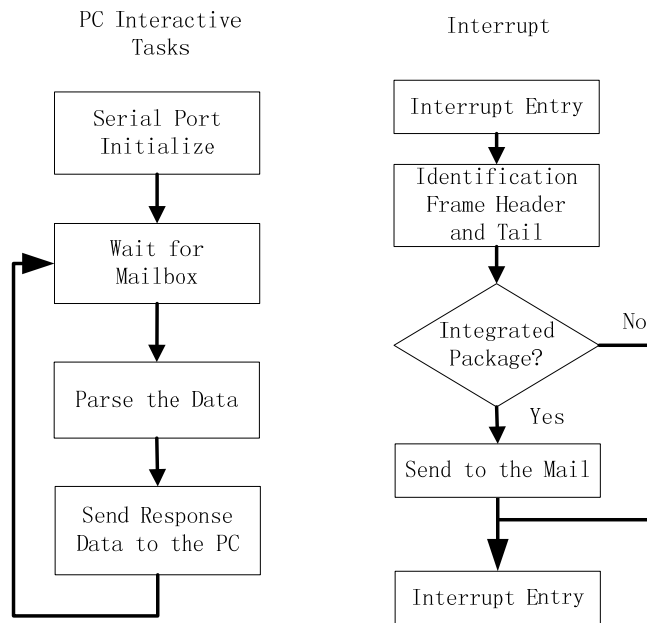 PC Interactive
Tasks
Serial Port
Initialize
Wait for
Mailbox
Parse the Data
Send Response
Data to the PC
Interrupt
Interrupt Entry
Identification
Frame Header
and Tail
Integrated
Package?
No
Yes
Send to the Mail
Interrupt Entry